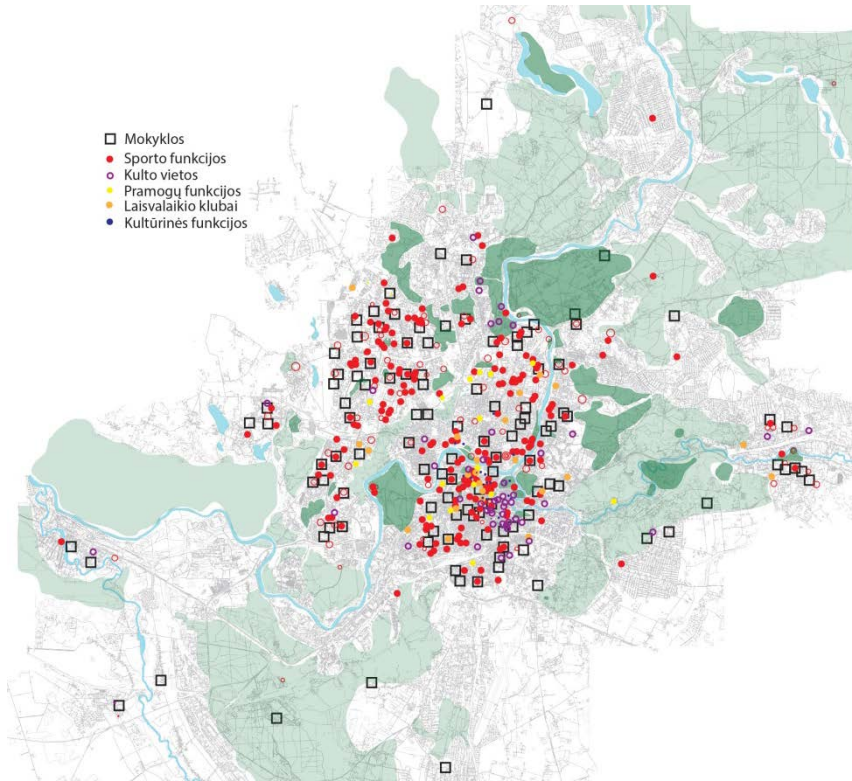 Mokyklos
Sporto funkcijos
Kulto vietos
Pramogų funkcijos
Laisvalaikio klubai
Kultūrinės funkcijos